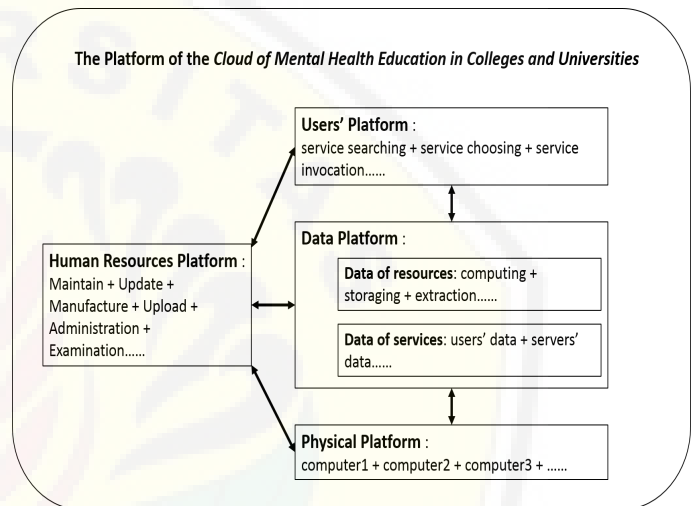 The Platform of the Cloud of Mental Health Education in Colleges and Universities
Users' Platform :
service searching + service choosing + service
invocation......
Human Resources Platform :
Maintain + Update +
Manufacture + Upload +
Administration +
Examination......
Data Platform :
Data of resources: computing +
storaging + extraction......
Data of services: users' data + servers'
data......
Physical Platform :
computer1 + computer2 + computer3 + ......